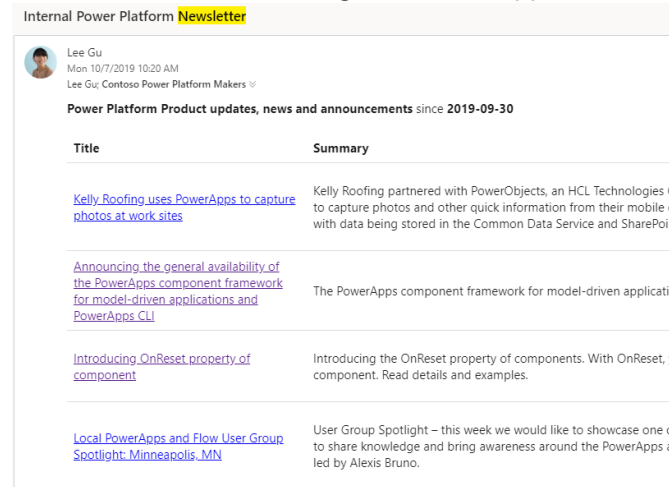 Internal Power Platform Newsletter
Lee Gu
Mon 10/7/2019 10:20 AM
Lee Gu; Contoso Power Platform Makers
Power Platform Product updates, news and announcements since 2019-09-30
Title Summary
Kelly Roofing uses PowerApps to capture
photos at work sites
Kelly Roofing partnered with PowerObjects, an HCL Technologies
to capture photos and other quick information from their mobile
with data being stored in the Common Data Service and SharePoi
Announcing the general availability of
the PowerApps component framework
for model-driven applications and
PowerApps CLI
The PowerApps component framework for model-driven applicati
Introducing OnReset property of
component
Introducing the OnReset property of components. With OnReset,
component. Read details and examples.
Local PowerApps and Flow User Group
Spotlight: Minneapolis, MN
User Group Spotlight – this week we would like to showcase one
to share knowledge and bring awareness around the PowerApps
led by Alexis Bruno.